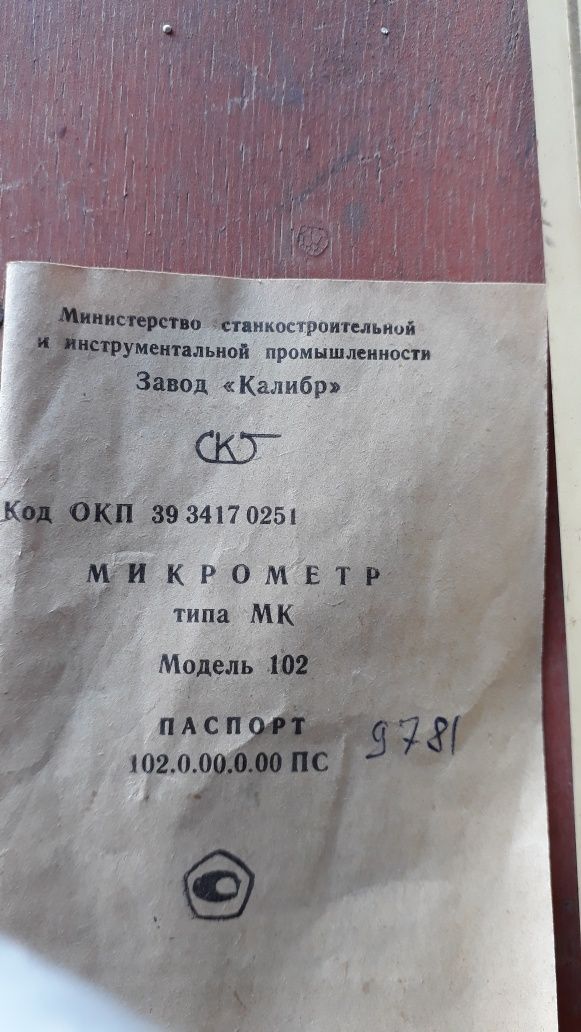 Министерство станкостроительной
и инструментальной промышленности
Завод «Калибр»
Код ОКП 39 3417 0251
МИКРОМЕТР
типа МК
Модель 102
ПАСПОРТ
9781
102.0.00.0.00 ПС